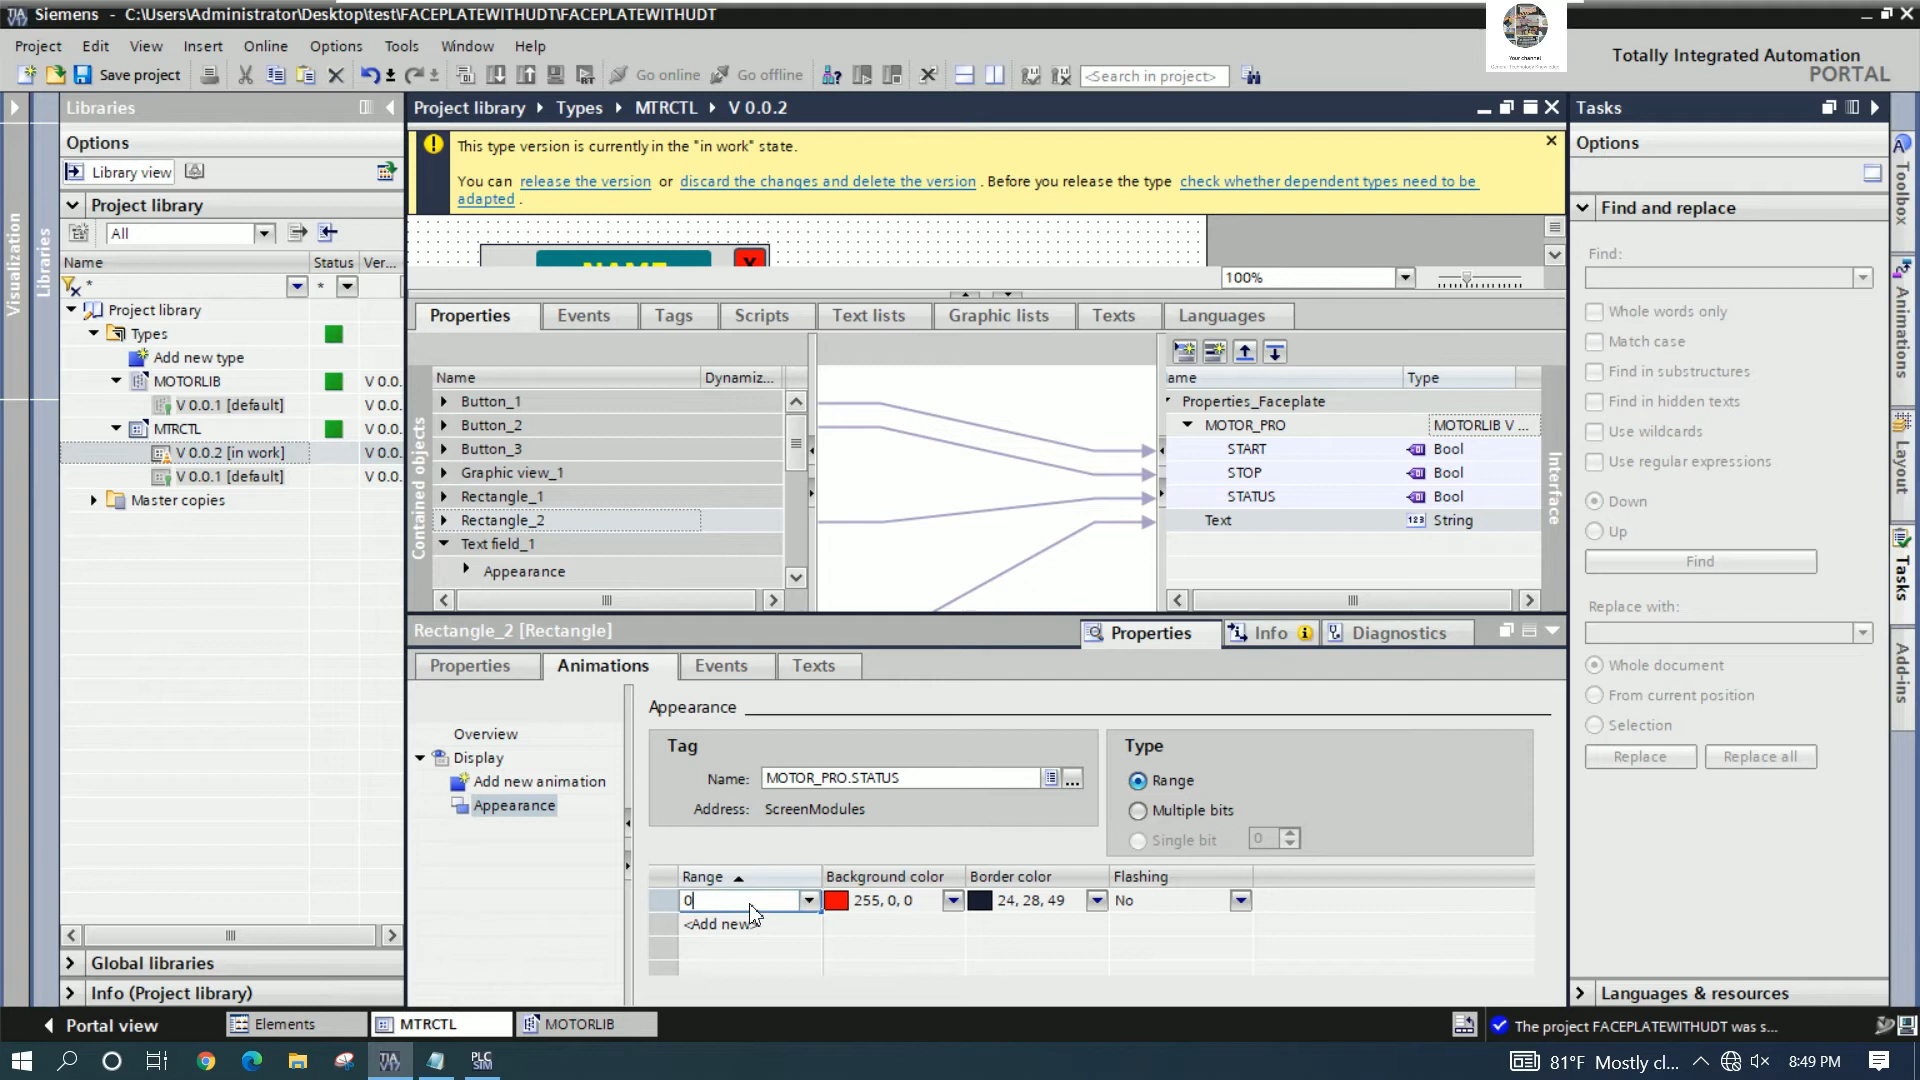 Siemens - C:\Users\Administrator\Desktop\test\FACEPLATEWITHUDT\FACEPLATEWITHUDT
Project Edit View Insert Online Options Tools Window Help
Your channel
Totally Integrated Automation
PORTAL
Save project
Go online
Go offline
<Search in project>
Libraries
Project library Types MTRCTL V 0.0.2
Tasks
Options
Library view
Project library
All
Name Status Ver...
*
*
Project library
Types
Add new type
MOTORLIB V 0.0.
V 0.0.1 [default] V 0.0.
MTRCTL
V 0.0.2 [in work] V 0.0.
V 0.0.1 [default] V 0.0.
Master copies
Global libraries
Info (Project library)
Visualization
Libraries
This type version is currently in the "in work" state.
You can release the version or discard the changes and delete the version . Before you release the type check whether dependent types need to be
adapted .
NAME
X
100%
Properties Events Tags Scripts Text lists Graphic lists Texts Languages
Contained objects
Name Dynamiz...
Button_1
Button_2
Button_3
Graphic view_1
Rectangle_1
Rectangle_2
Text field_1
Appearance
ame Type
Properties_Faceplate
MOTOR_PRO MOTORLIB V ...
START Bool
STOP Bool
STATUS Bool
Text String
Interface
Rectangle_2 [Rectangle]
Properties Info Diagnostics
Properties Animations Events Texts
Overview
Display
Add new animation
Appearance
Appearance
Tag
Name: MOTOR_PRO.STATUS
Address: ScreenModules
Type
Range
Multiple bits
Single bit 0
Range Background color Border color Flashing
0 255, 0, 0 24, 28, 49 No
<Add new>
Options
Find and replace
Find:
Whole words only
Match case
Find in substructures
Find in hidden texts
Use wildcards
Use regular expressions
Down
Up
Find
Replace with:
Whole document
From current position
Selection
Replace Replace all
Languages & resources
Toolbox
Animations
Layout
Tasks
Add-ins
Portal view Elements MTRCTL MOTORLIB
The project FACEPLATEWITHUDT was s...
81°F Mostly cl... 8:49 PM